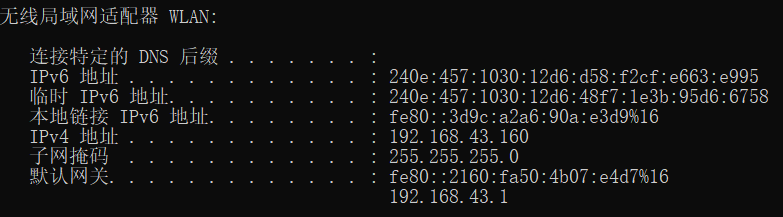 无线局域网适配器 WLAN:
连接特定的 DNS 后缀 . . . . . . . :
IPv6 地址 . . . . . . . . . . . . : 240e:457:1030:12d6:d58:f2cf:e663:e995
临时 IPv6 地址. . . . . . . . . . : 240e:457:1030:12d6:48f7:1e3b:95d6:6758
本地链接 IPv6 地址. . . . . . . . : fe80::3d9c:a2a6:90a:e3d9%16
IPv4 地址 . . . . . . . . . . . . : 192.168.43.160
子网掩码 . . . . . . . . . . . . : 255.255.255.0
默认网关. . . . . . . . . . . . . : fe80::2160:fa50:4b07:e4d7%16
192.168.43.1